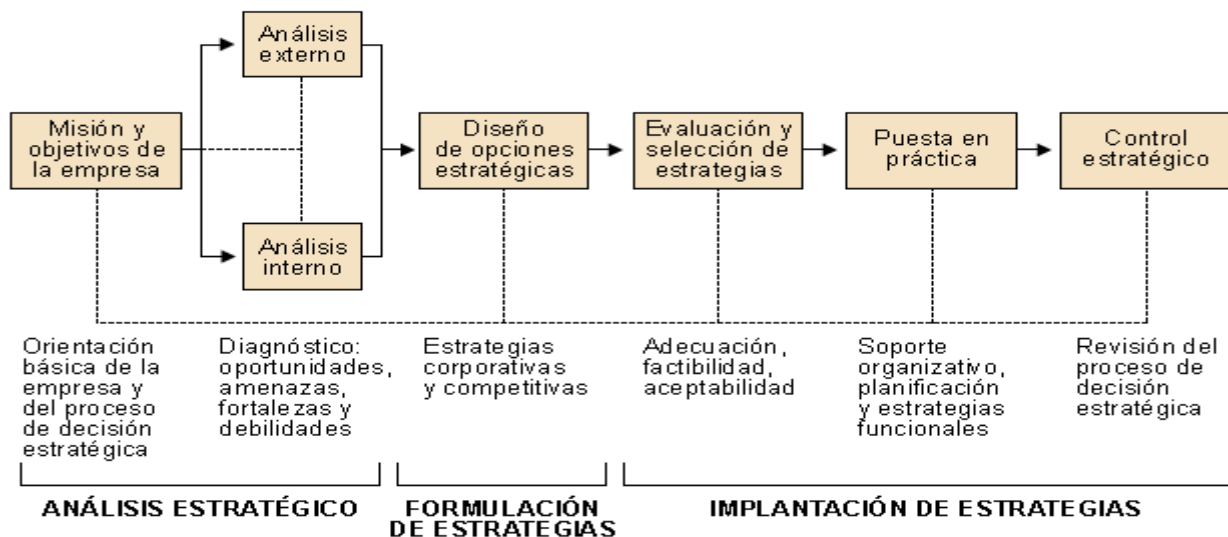 Análisis
externo
Misión y
objetivos de
la empresa
Análisis
interno
Diseño
de opciones
estratégicas
Evaluación y
selección de
estrategias
Puesta en
práctica
Control
estratégico
Orientación
básica de la
empresa y
del proceso
de decisión
estratégica
Diagnóstico:
oportunidades,
amenazas,
fortalezas y
debilidades
Estrategias
corporativas
y competitivas
Adecuación,
factibilidad,
aceptabilidad
Soporte
organizativo,
planificación
y estrategias
funcionales
Revisión del
proceso de
decisión
estratégica
ANÁLISIS ESTRATÉGICO
FORMULACIÓN
DE ESTRATEGIAS
IMPLANTACIÓN DE ESTRATEGIAS